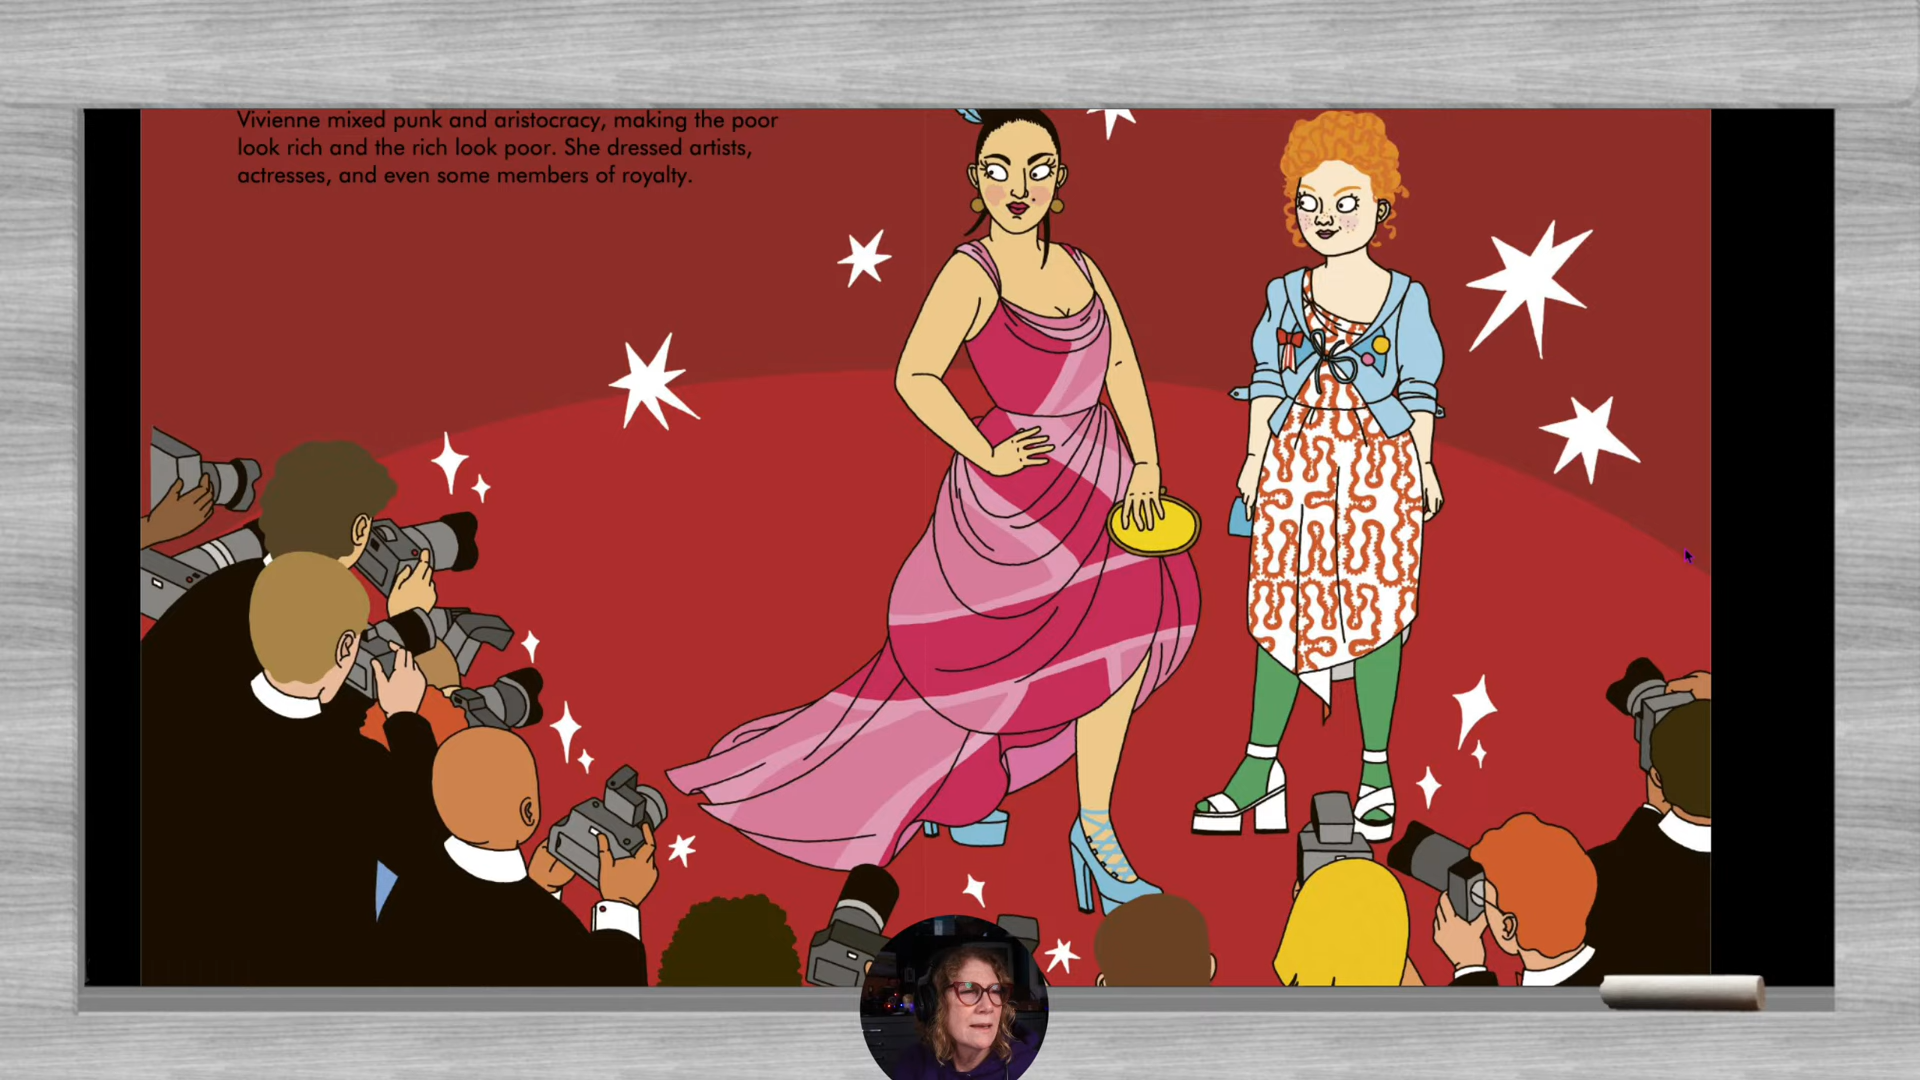 Vivienne mixed punk and aristocracy, making the poor
look rich and the rich look poor. She dressed artists,
actresses, and even some members of royalty.